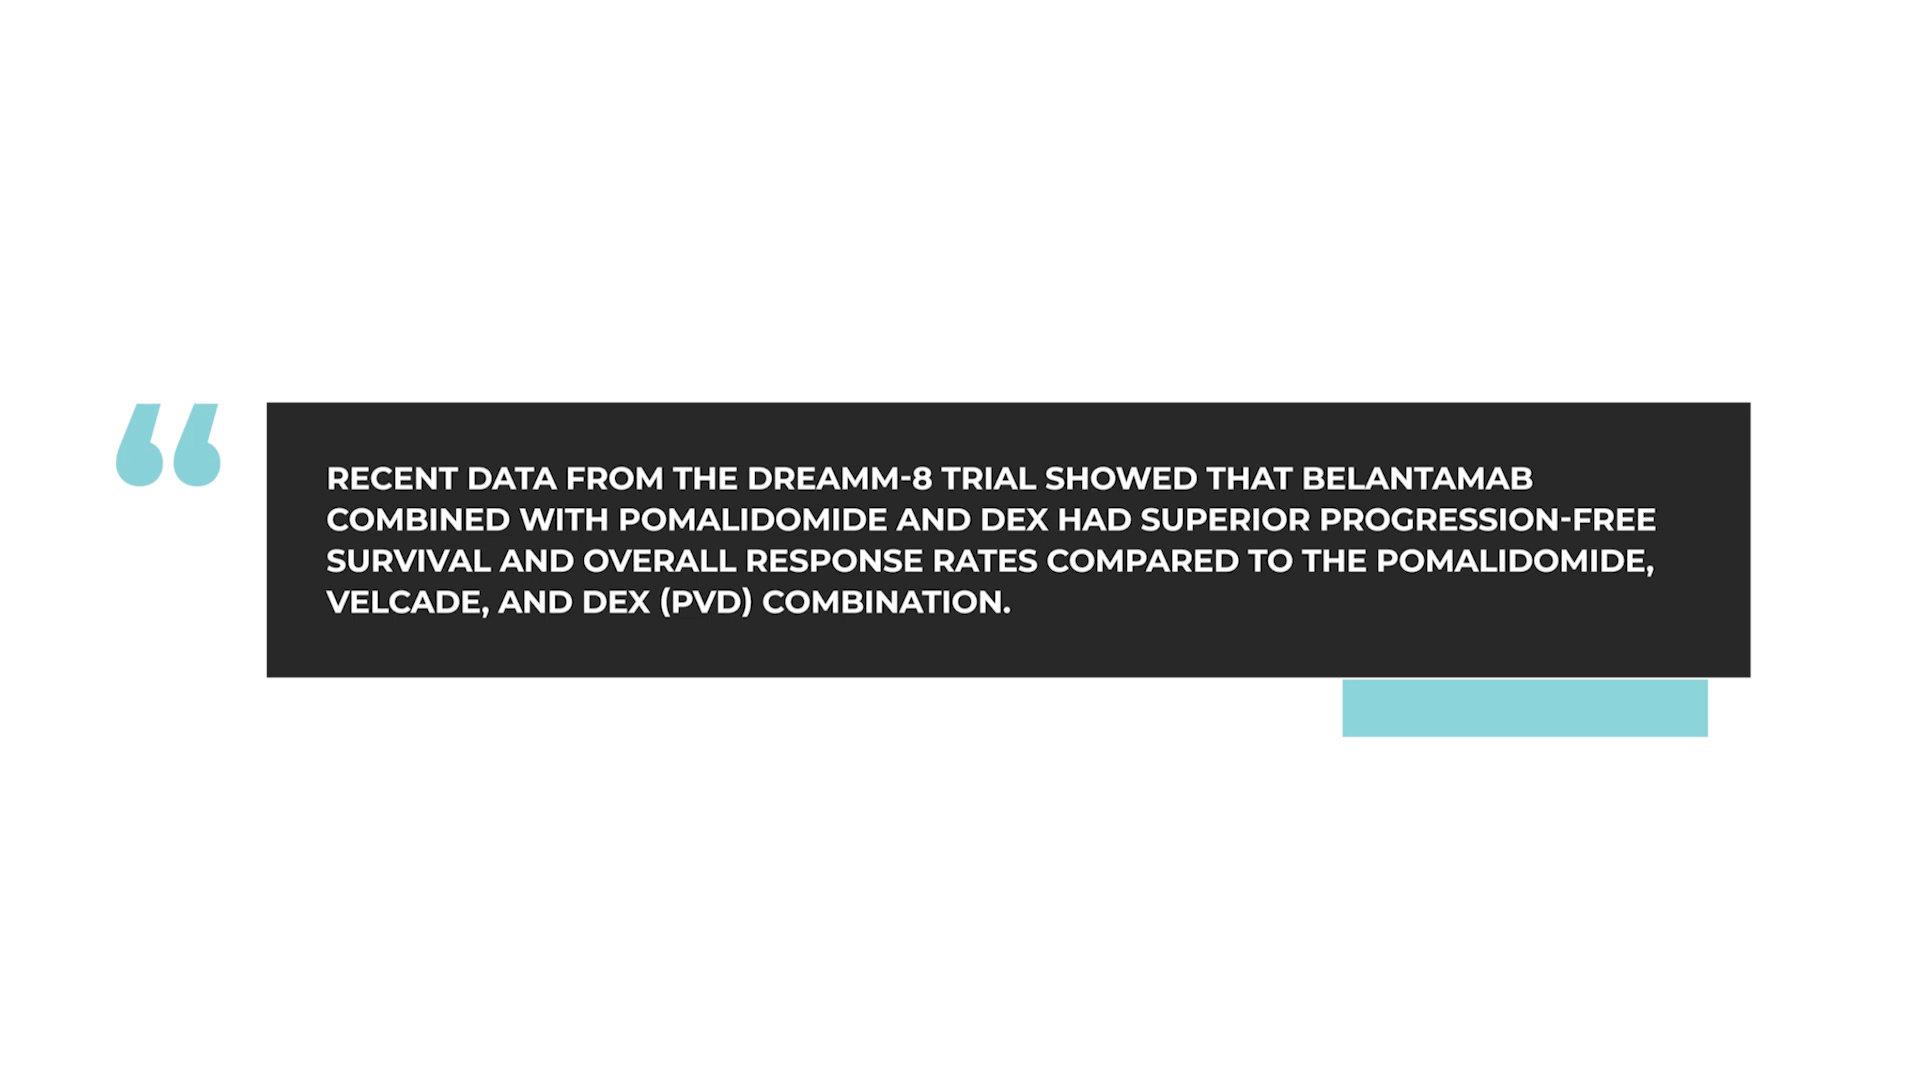 “
RECENT DATA FROM THE DREAMM-8 TRIAL SHOWED THAT BELANTAMAB
COMBINED WITH POMALIDOMIDE AND DEX HAD SUPERIOR PROGRESSION-FREE
SURVIVAL AND OVERALL RESPONSE RATES COMPARED TO THE POMALIDOMIDE,
VELCADE, AND DEX (PVD) COMBINATION.